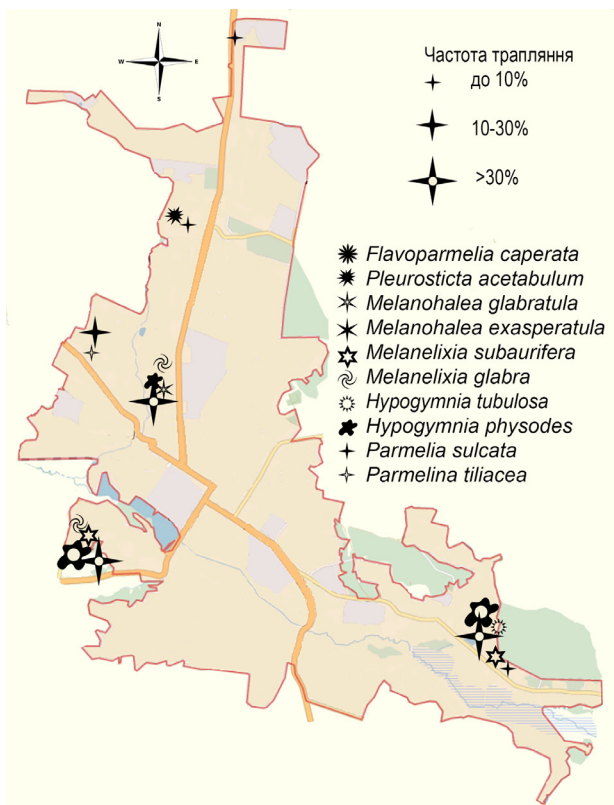 N
W E
S
Частота трапляння
до 10%
10-30%
>30%
Flavoparmelia caperata
Pleurosticta acetabulum
Melanohalea glabratula
Melanohalea exasperatula
Melanelixia subaurifera
Melanelixia glabra
Hypogymnia tubulosa
Hypogymnia physodes
Parmelia sulcata
Parmelina tiliacea